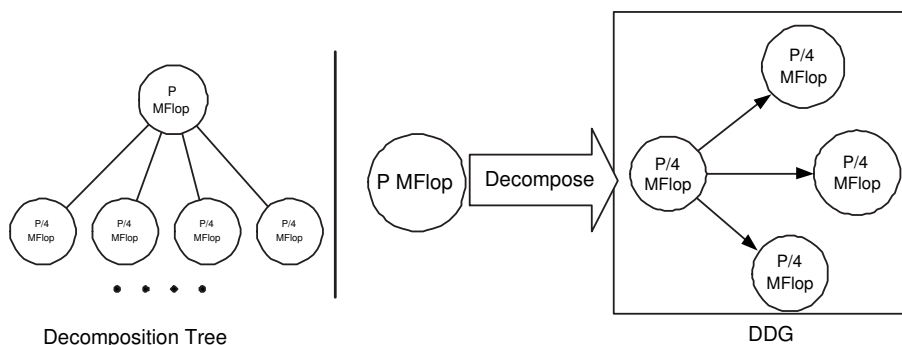 P
MFlop
P/4
MFlop
P/4
MFlop
P/4
MFlop
P/4
MFlop
Decomposition Tree
P MFlop
Decompose
P/4
MFlop
P/4
MFlop
P/4
MFlop
P/4
MFlop
DDG